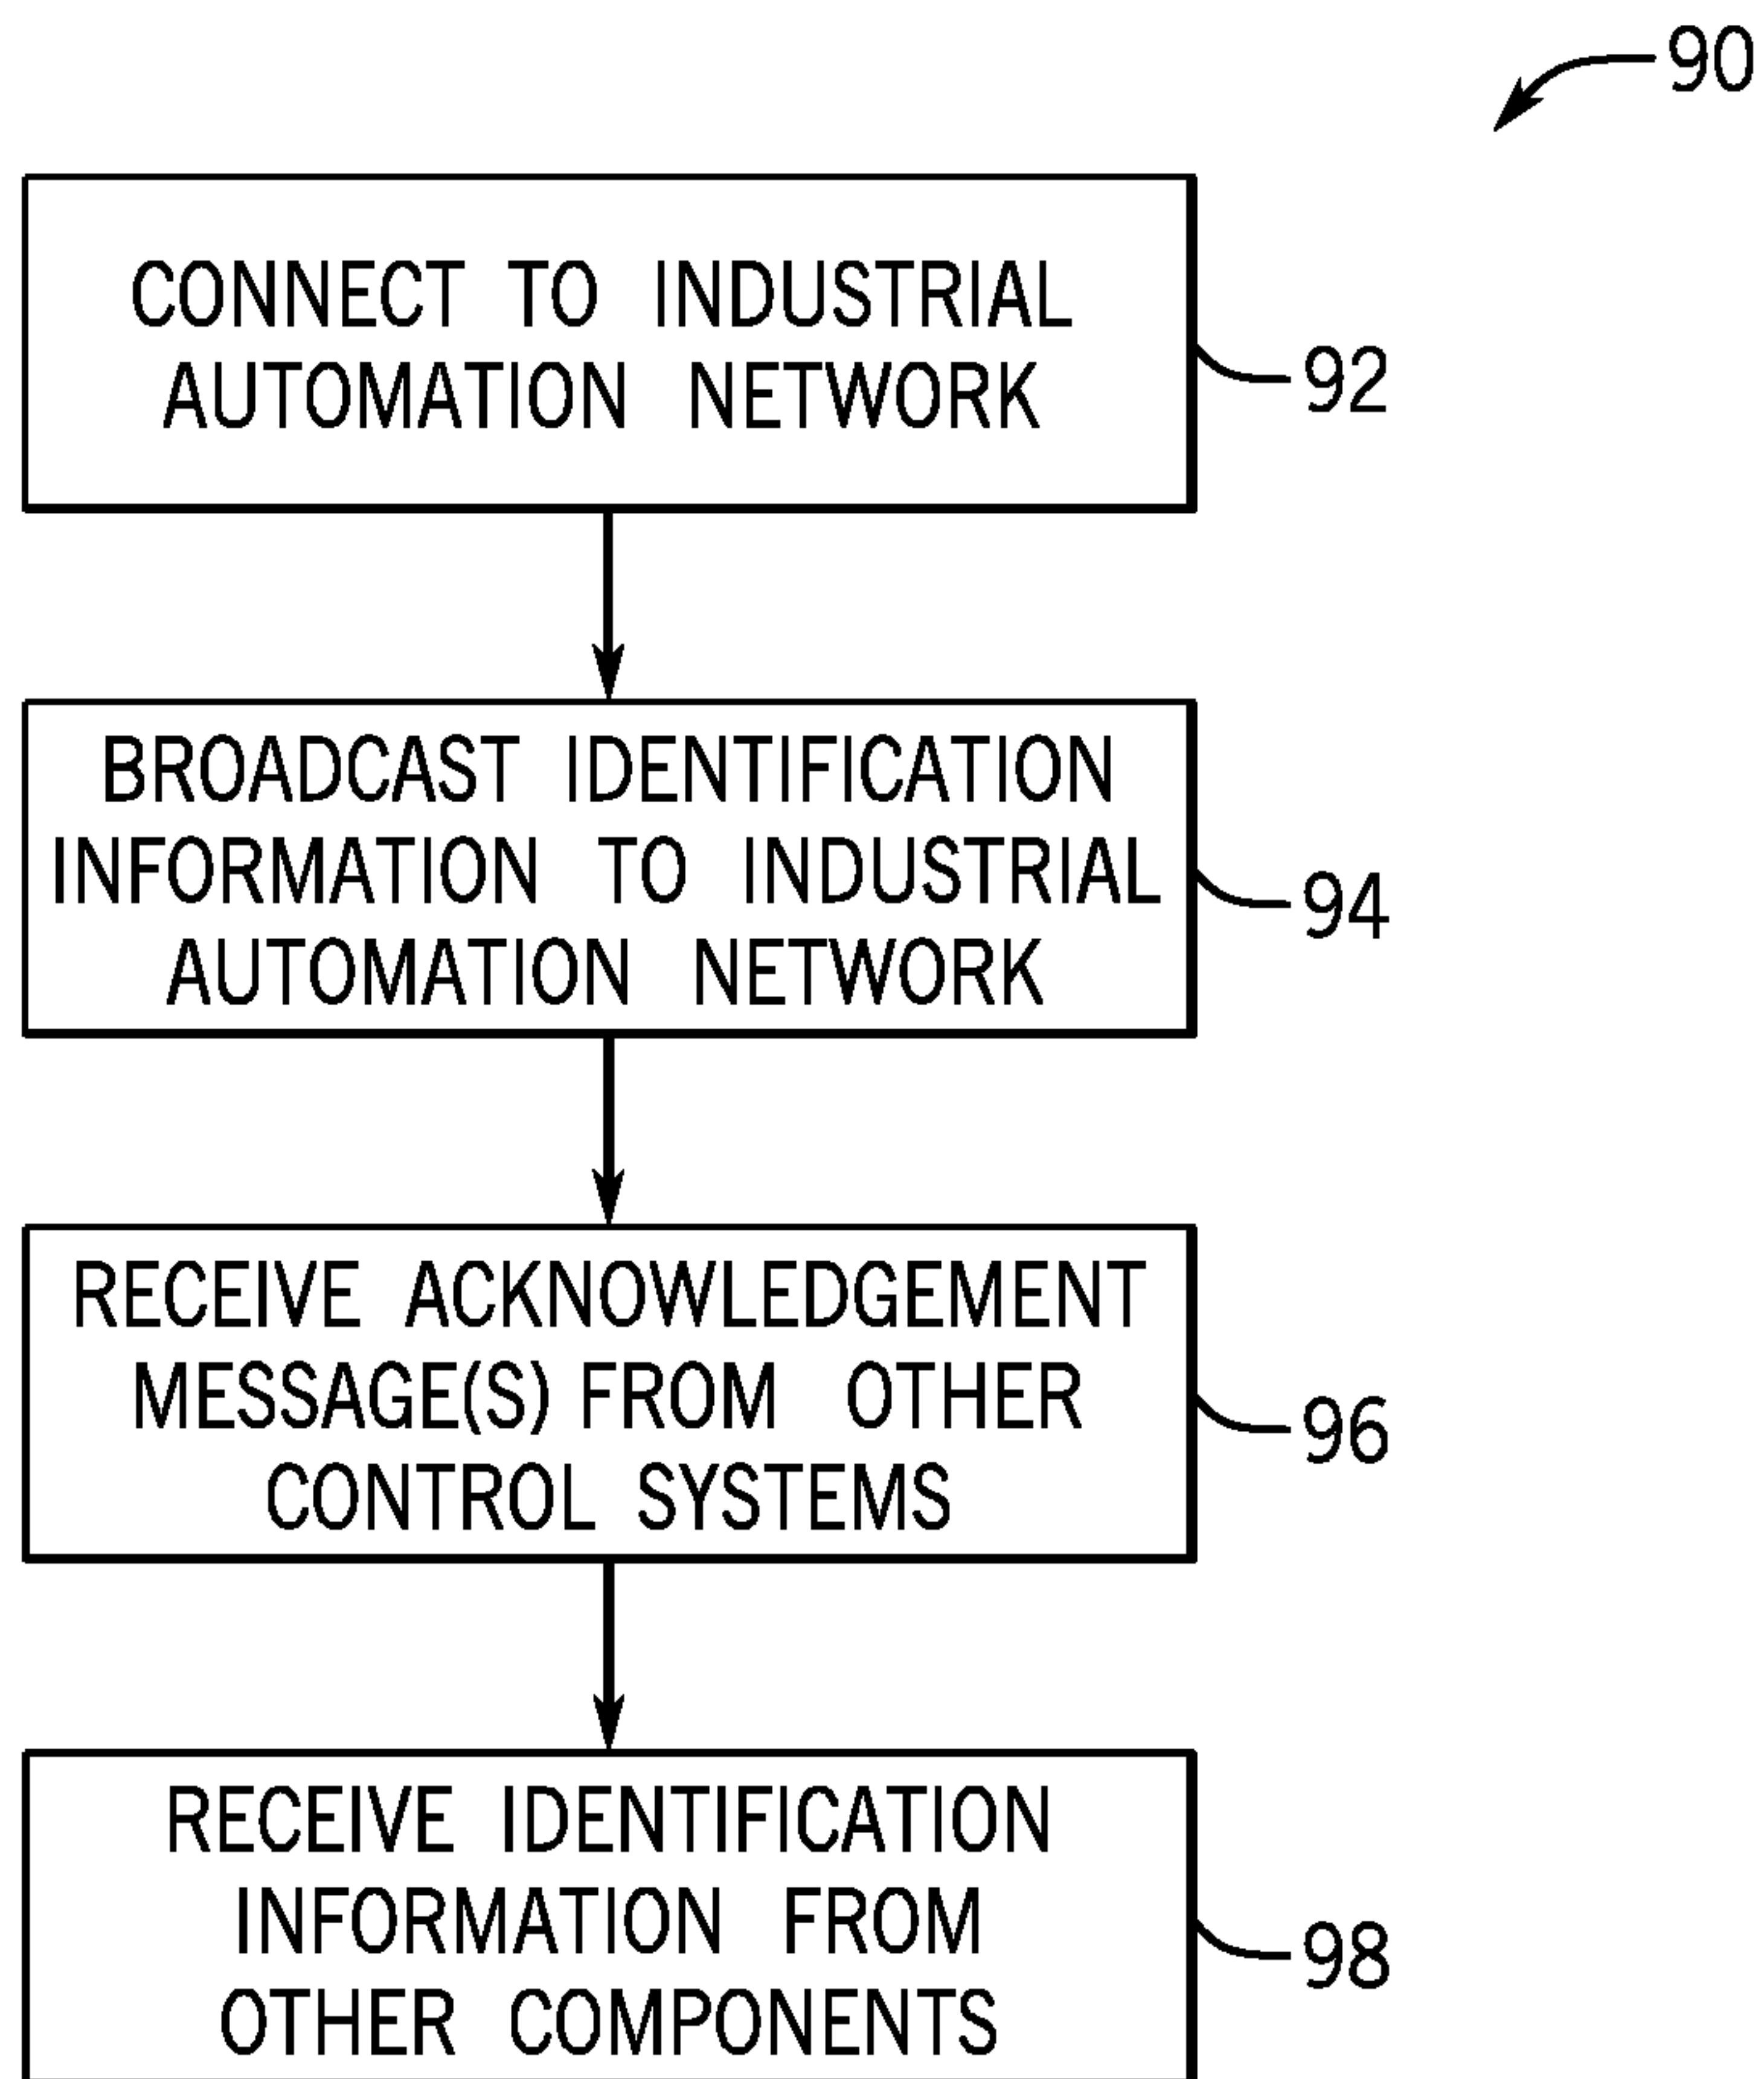 90
CONNECT TO INDUSTRIAL
AUTOMATION NETWORK
92
BROADCAST IDENTIFICATION
INFORMATION TO INDUSTRIAL
AUTOMATION NETWORK
94
RECEIVE ACKNOWLEDGEMENT
MESSAGE(S) FROM OTHER
CONTROL SYSTEMS
96
RECEIVE IDENTIFICATION
INFORMATION FROM
OTHER COMPONENTS
98